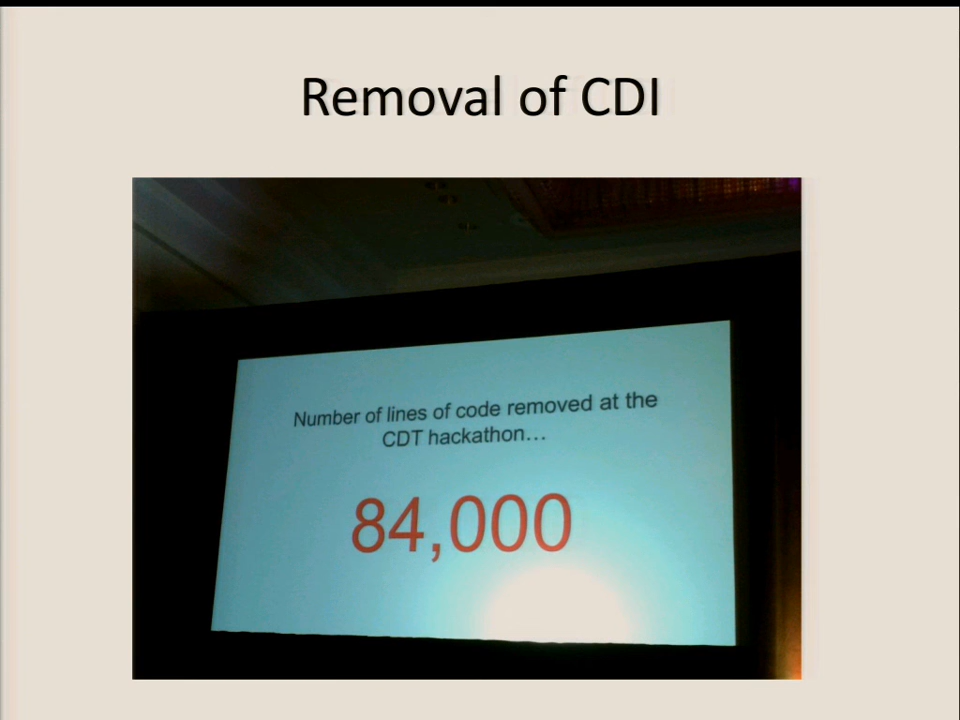 Removal of CDI
Number of lines of code removed at the
CDT hackathon...
84,000